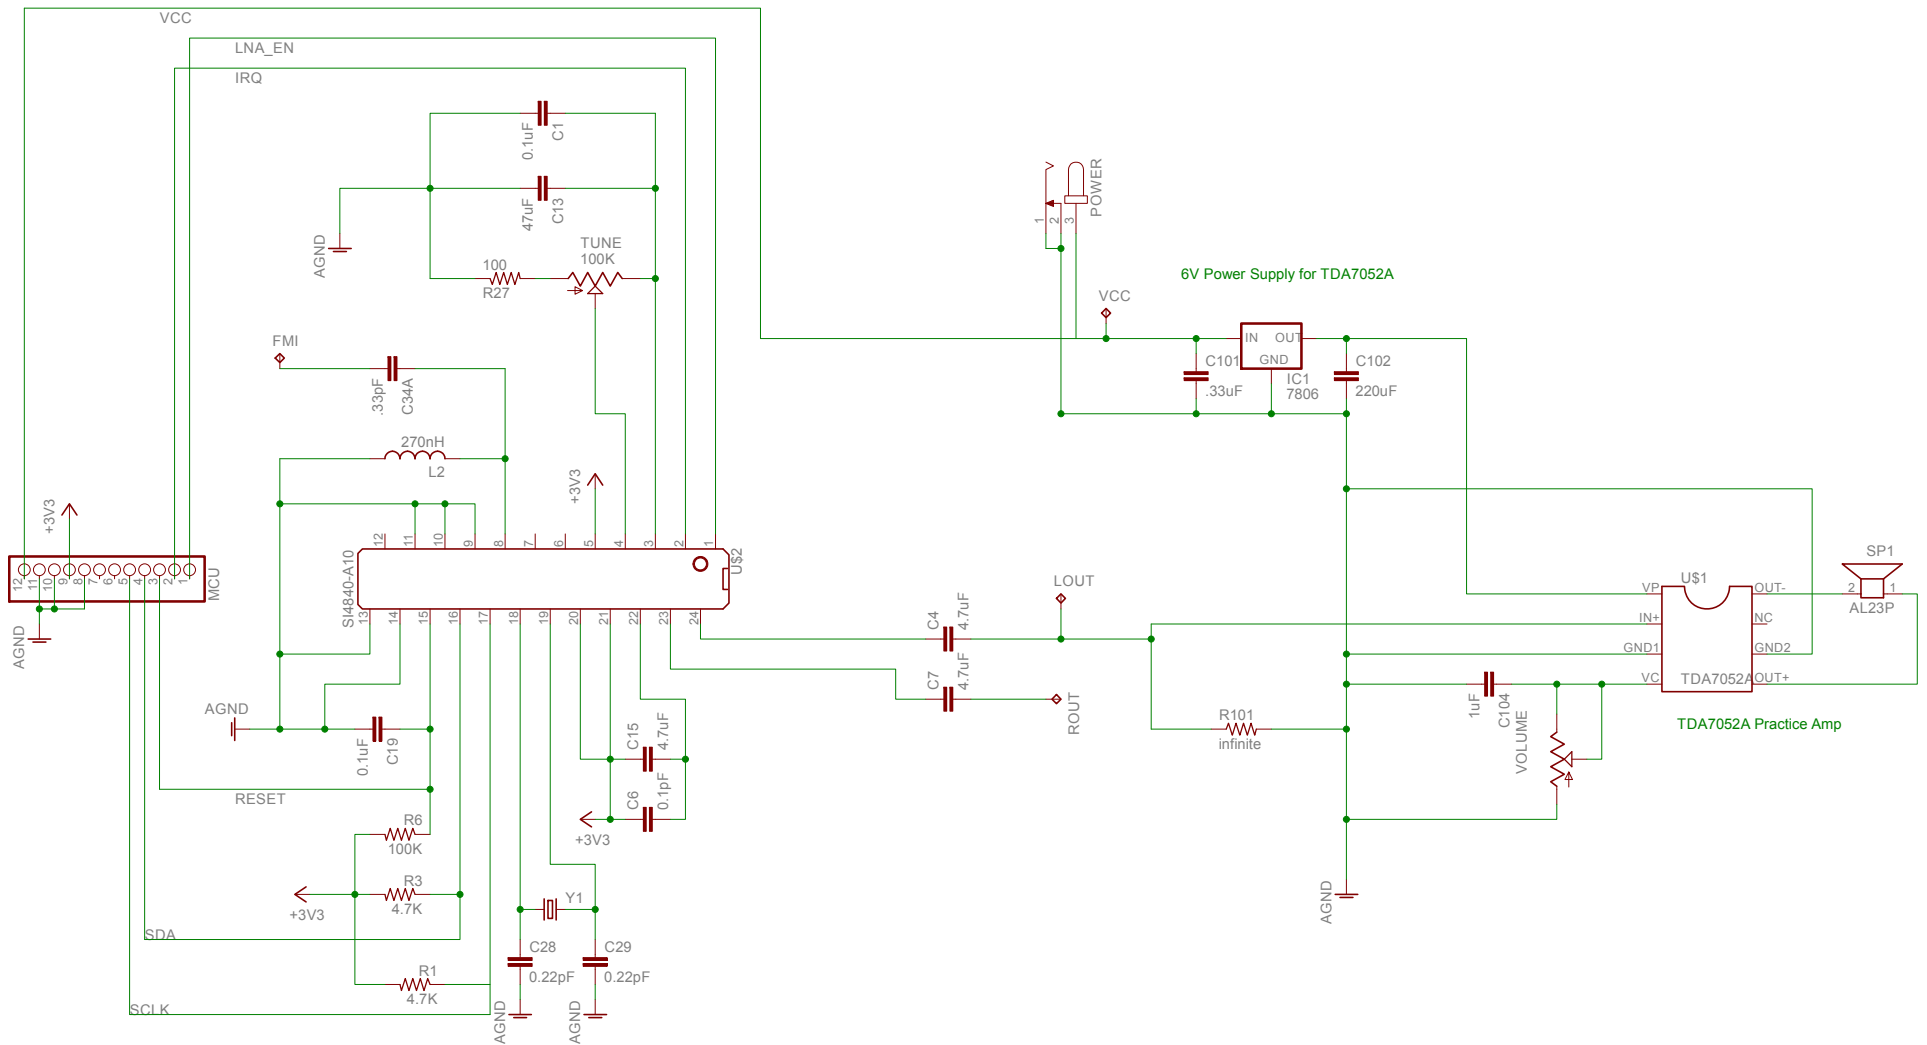 VCC
LNA_EN
IRQ
0.1uF
C1
47uF
C13
AGND
TUNE
100K
100
R27
FMI
.33pF
C34A
270nH
L2
+3V3
+3V3
12
11
10
9
8
7
6
5
4
3
2
1
MCU
AGND
12
11
10
9
8
7
6
5
4
3
2
1
SI4840-A10
U$2
13
14
15
16
17
18
19
20
21
22
23
24
AGND
0.1uF
C19
RESET
R6
100K
R3
4.7K
+3V3
SDA
R1
4.7K
SCLK
C15
4.7uF
C6
0.1pF
+3V3
Y1
C28
0.22pF
C29
0.22pF
AGND
AGND
C4
4.7uF
C7
4.7uF
LOUT
ROUT
R101
infinite
POWER
1
2
3
6V Power Supply for TDA7052A
VCC
C101
.33uF
IN
OUT
GND
IC1
7806
C102
220uF
AGND
U$1
VP
IN+
GND1
VC
OUT-
NC
GND2
OUT+
TDA7052A
SP1
2
1
AL23P
1uF
C104
VOLUME
TDA7052A Practice Amp